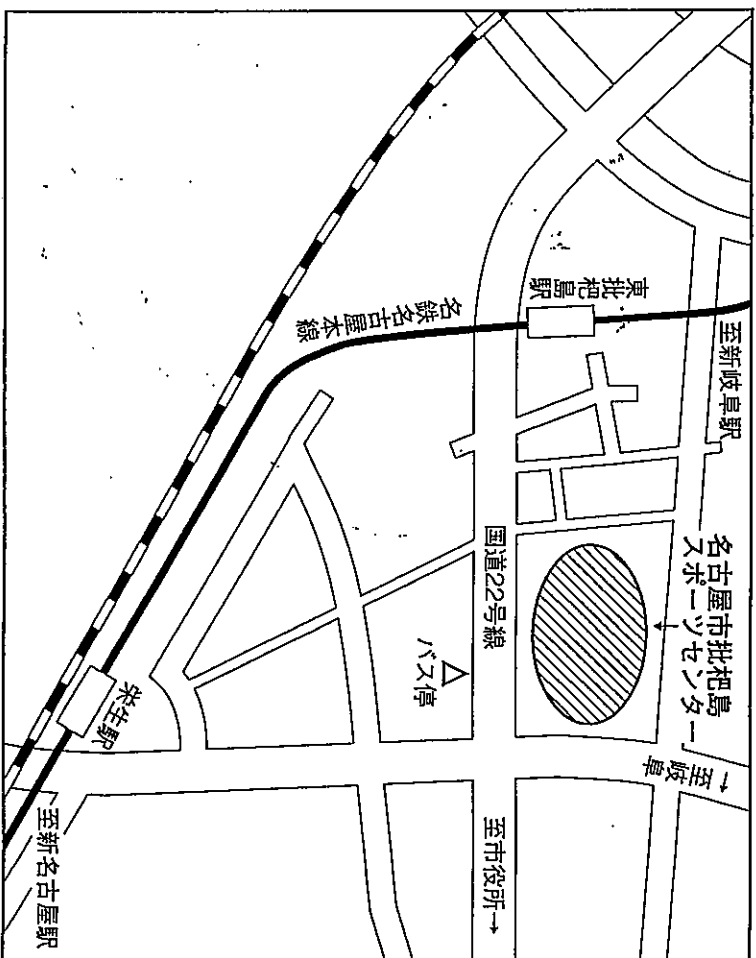 東批杷島駅
名鉄名古屋本線
至新岐阜駅
名古屋市批杷島
スポーツセンター
国道22号線
バス停
栄生駅
至岐阜
至市役所
至新名古屋駅